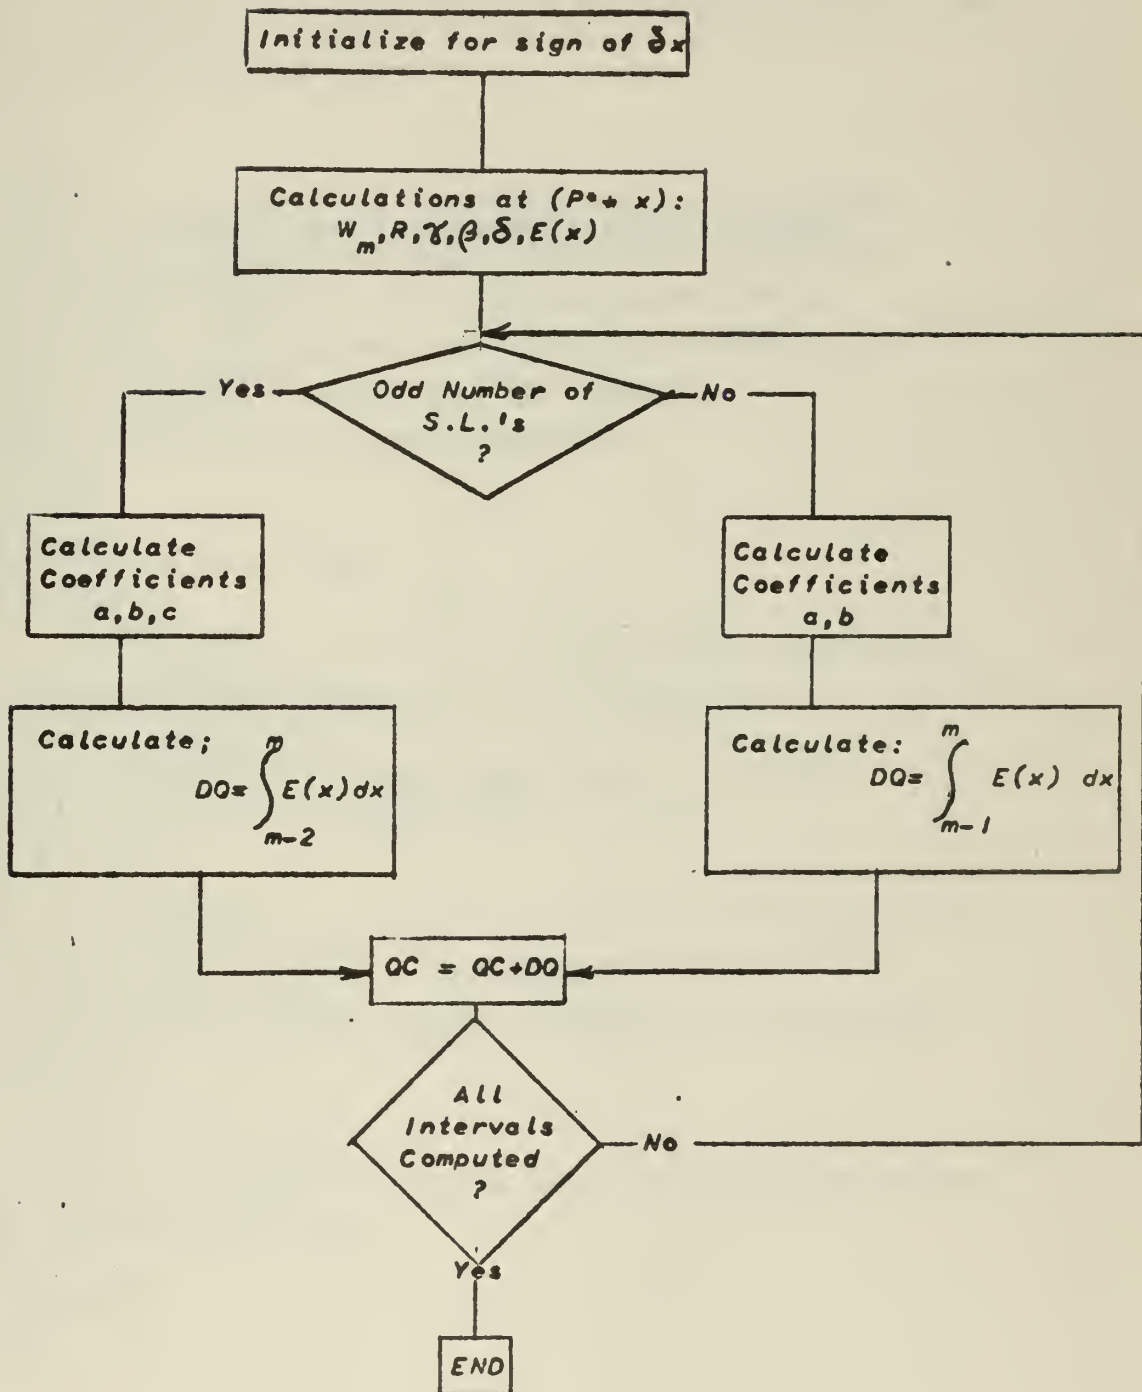 Initialize for sign of δx
Calculations at (P*+ x):
W_m, R, γ, β, δ, E(x)
Yes
Odd Number of
S.L.'s
?
No
Calculate
Coefficients
a, b, c
Calculate
Coefficients
a, b
Calculate;
DQ= ∫_{m-2}^{m} E(x)dx
Calculate:
DQ= ∫_{m-1}^{m} E(x) dx
QC = QC+DQ
All
Intervals
Computed
?
No
Yes
END